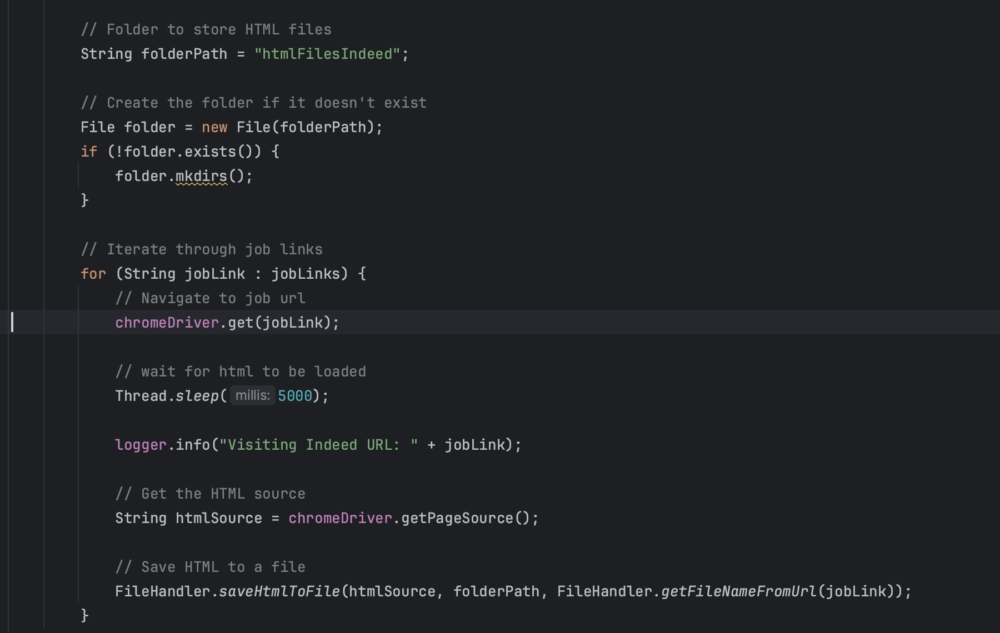 // Folder to store HTML files
String folderPath = "htmlFilesIndeed";
// Create the folder if it doesn't exist
File folder = new File(folderPath);
if (!folder.exists()) {
folder.mkdirs();
}
// Iterate through job links
for (String jobLink : jobLinks) {
// Navigate to job url
chromeDriver.get(jobLink);
// wait for html to be loaded
Thread.sleep( millis: 5000);
logger.info("Visiting Indeed URL: " + jobLink);
// Get the HTML source
String htmlSource = chromeDriver.getPageSource();
// Save HTML to a file
FileHandler.saveHtmlToFile(htmlSource, folderPath, FileHandler.getFileNameFromUrl(jobLink));
}